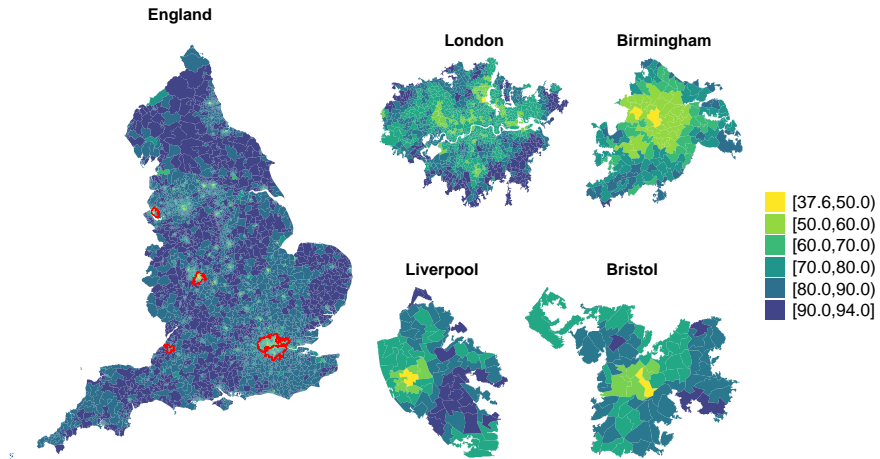 England
London
Birmingham
Liverpool
Bristol
[37.6,50.0)
[50.0,60.0)
[60.0,70.0)
[70.0,80.0)
[80.0,90.0)
[90.0,94.0]